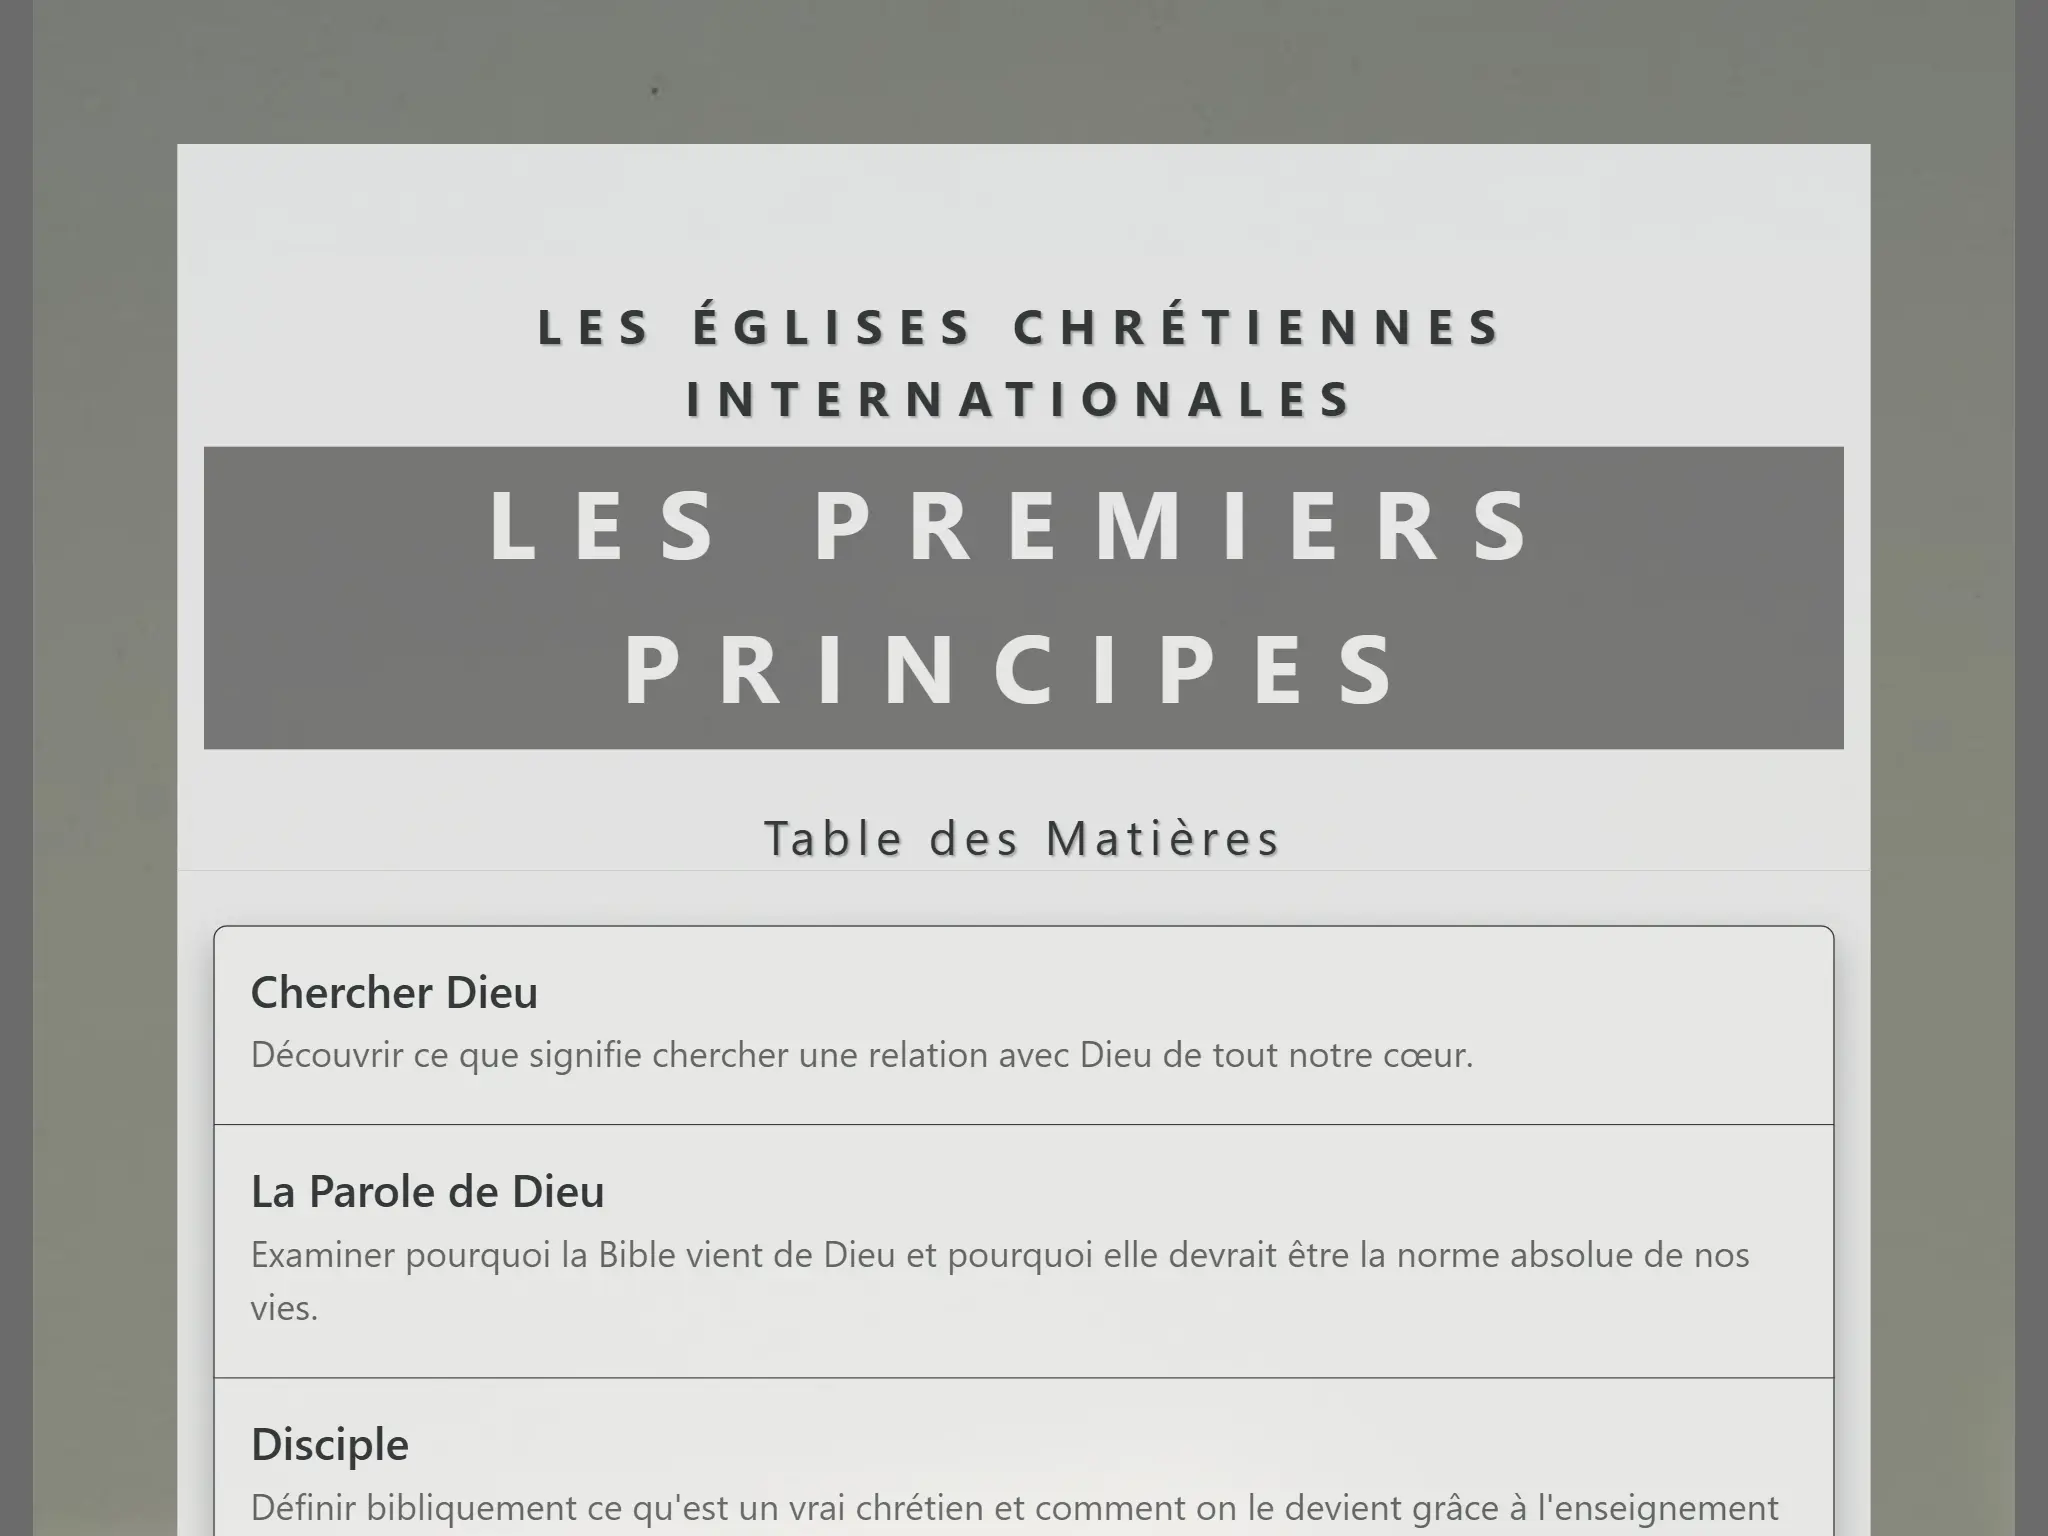 LES ÉGLISES CHRÉTIENNES
INTERNATIONALES
LES PREMIERS
PRINCIPES
Table des Matières
Chercher Dieu
Découvrir ce que signifie chercher une relation avec Dieu de tout notre cœur.
La Parole de Dieu
Examiner pourquoi la Bible vient de Dieu et pourquoi elle devrait être la norme absolue de nos
vies.
Disciple
Définir bibliquement ce qu'est un vrai chrétien et comment on le devient grâce à l'enseignement